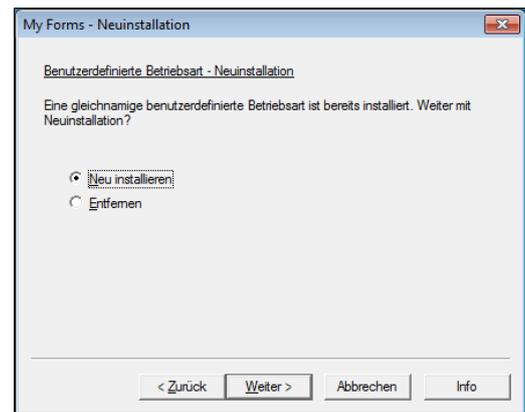 My Forms - Neuinstallation
Benutzerdefinierte Betriebsart - Neuinstallation
Eine gleichnamige benutzerdefinierte Betriebsart ist bereits installiert. Weiter mit
Neuinstallation?
Neu installieren
Entfernen
< Zurück
Weiter >
Abbrechen
Info